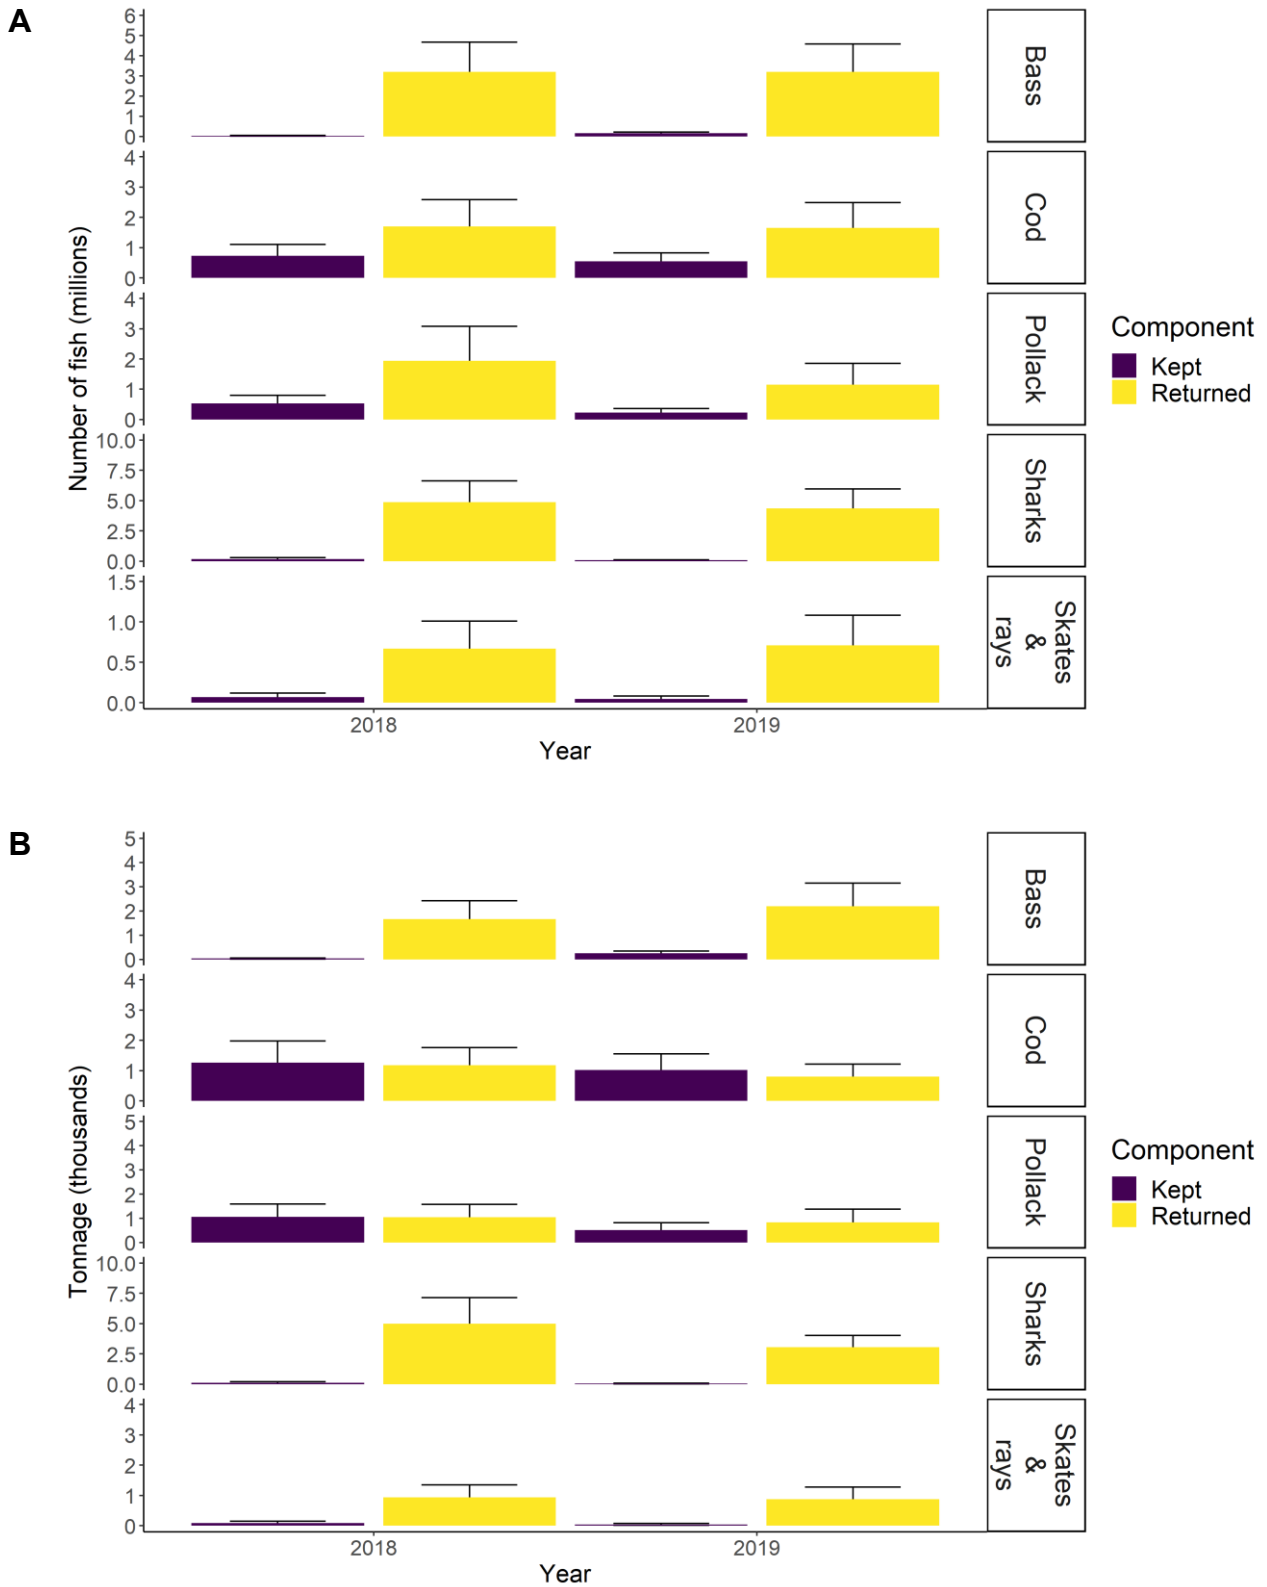 A
Number of fish (millions)
6
5
4
3
2
1
0
Bass
4
3
2
1
0
Cod
4
3
2
1
0
Pollack
10.0
7.5
5.0
2.5
0.0
Sharks
1.5
1.0
0.5
0.0
Skates
&
rays
2018
2019
Year
Component
Kept
Returned
B
Tonnage (thousands)
5
4
3
2
1
0
Bass
4
3
2
1
0
Cod
5
4
3
2
1
0
Pollack
10.0
7.5
5.0
2.5
0.0
Sharks
4
3
2
1
0
Skates
&
rays
2018
2019
Year
Component
Kept
Returned